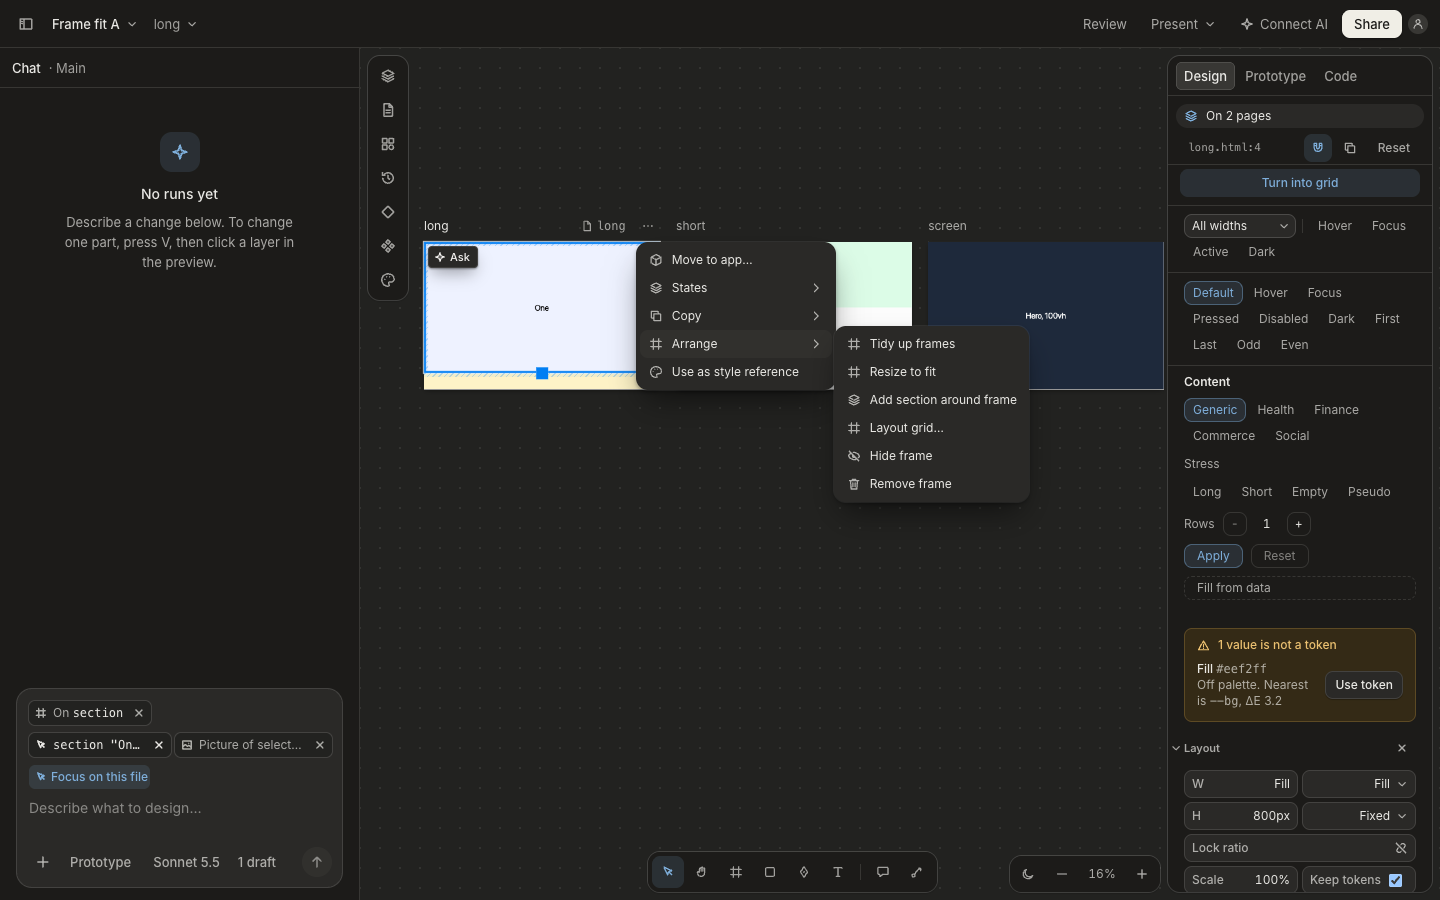 Frame fit A
long
Review
Present
Connect AI
Share
Chat · Main
No runs yet
Describe a change below. To change
one part, press V, then click a layer in
the preview.
On section
section "On…
Picture of select…
Focus on this file
Describe what to design…
Prototype
Sonnet 5.5
1 draft
long
long
short
screen
Ask
One
Hero, 100vh
Move to app…
States
Copy
Arrange
Use as style reference
Tidy up frames
Resize to fit
Add section around frame
Layout grid…
Hide frame
Remove frame
16%
Design
Prototype
Code
On 2 pages
long.html:4
Reset
Turn into grid
All widths
Hover
Focus
Active
Dark
Default
Hover
Focus
Pressed
Disabled
Dark
First
Last
Odd
Even
Content
Generic
Health
Finance
Commerce
Social
Stress
Long
Short
Empty
Pseudo
Rows
-
1
+
Apply
Reset
Fill from data
1 value is not a token
Fill #eef2ff
Off palette. Nearest
is --bg, ΔE 3.2
Use token
Layout
W Fill
Fill
H 800px
Fixed
Lock ratio
Scale 100%
Keep tokens